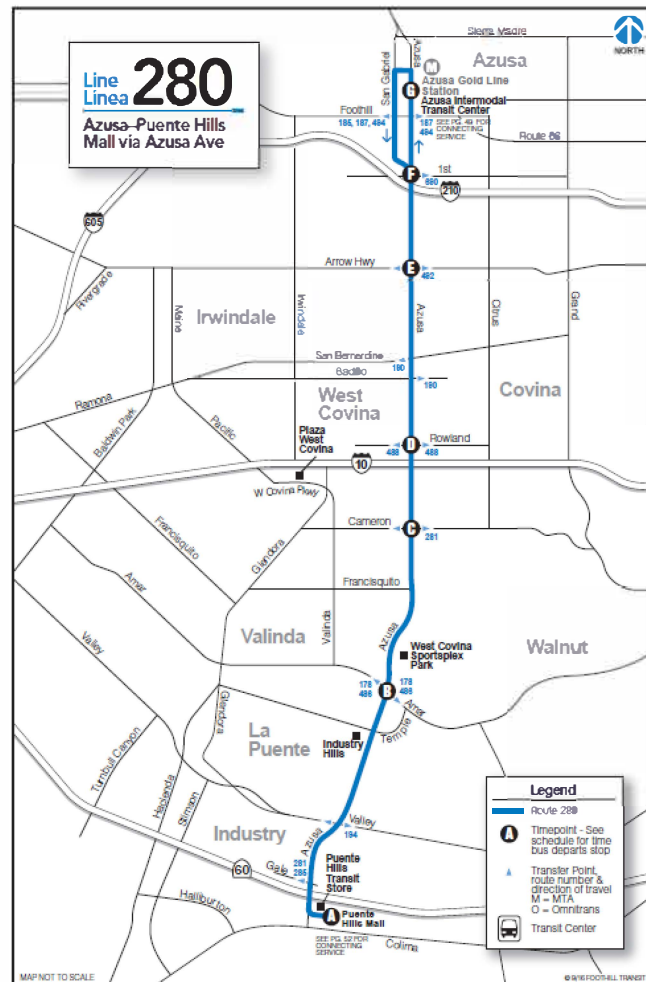 Line
Linea 280
Azusa-Puente Hills
Mall via Azusa Ave
NORTH
Sierra Madre
Azusa
Azusa
San Gabriel
M
Azusa Gold Line
Station
G
Azusa Intermodal
Transit Center
Foothill
185, 187, 494
187
494
SEE PG. 49 FOR
CONNECTING
SERVICE
Route 66
F
1st
690
210
605
E
Arrow Hwy
492
Rivergrade
Maine
Irwindale
Irwindale
Azusa
Citrus
Grand
San Bernardino
190
Badillo
190
Covina
West
Covina
Ramona
Baldwin Park
Pacific
Plaza
West
Covina
D
Rowland
488
488
10
W Covina Pkwy
Cameron
C
281
Francisquito
Glendora
Francisquito
Amar
Valinda
Valinda
Azusa
West Covina
Sportsplex
Park
Walnut
Valley
178
486
B
178
486
Amar
Temple
Glendora
La
Puente
Industry
Hills
Turnbull Canyon
Hacienda
Stimson
Valley
194
Industry
Azusa
281
285
Gale
60
Puente
Hills
Transit
Store
Halliburton
A
Puente
Hills Mall
SEE PG. 52 FOR
CONNECTING
SERVICE
Colima
Legend
Route 280
A
Timepoint - See
schedule for time
bus departs stop
Transfer Point,
route number &
direction of travel
M = MTA
O = Omnitrans
Transit Center
MAP NOT TO SCALE
© 9/16 FOOTHILL TRANSIT